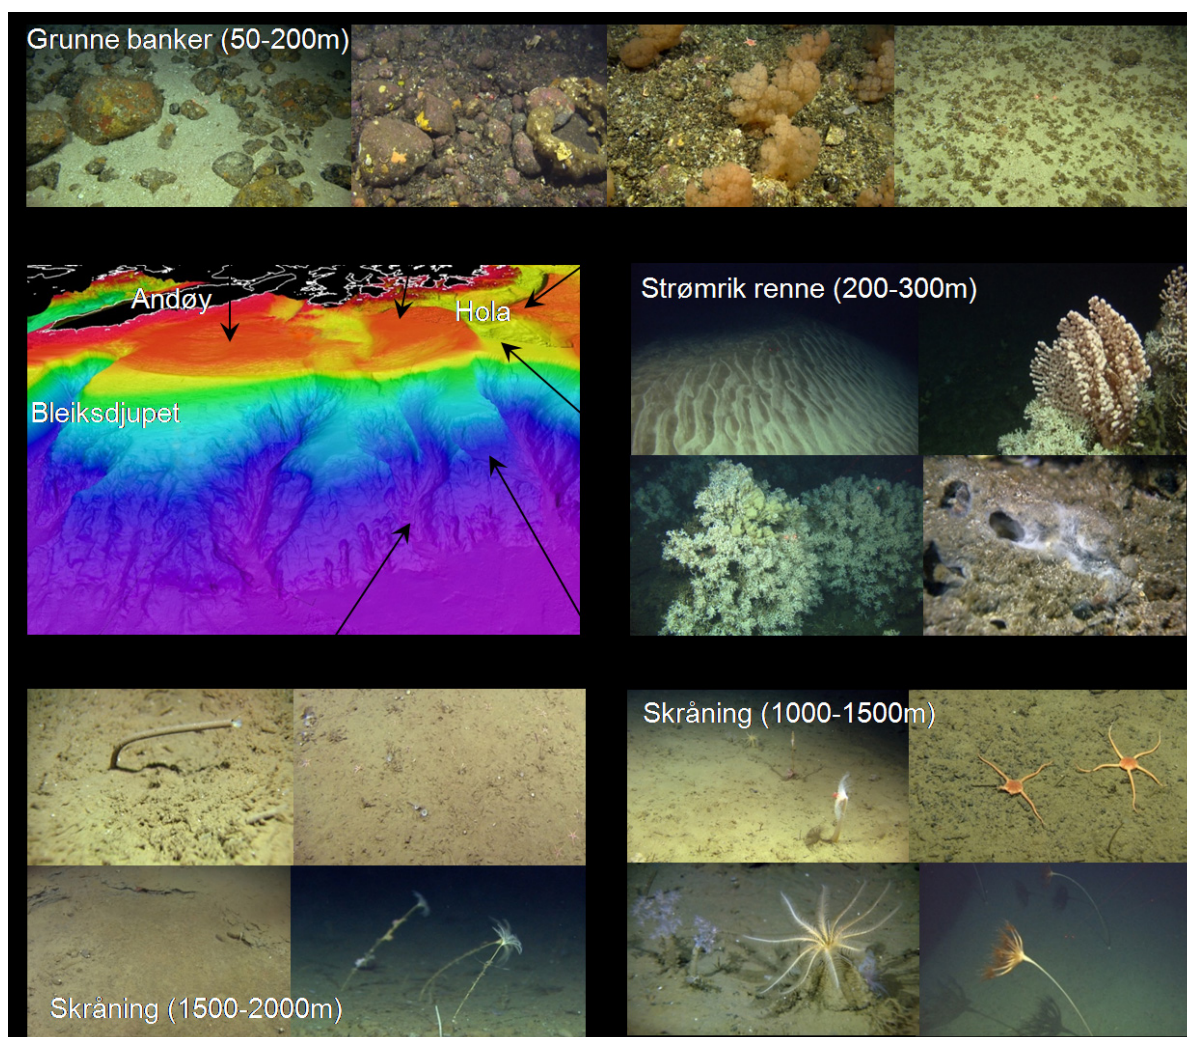 Grunne banker (50-200m)
Andøy
Hola
Bleiksdjupet
Strømrik renne (200-300m)
Skråning (1000-1500m)
Skråning (1500-2000m)